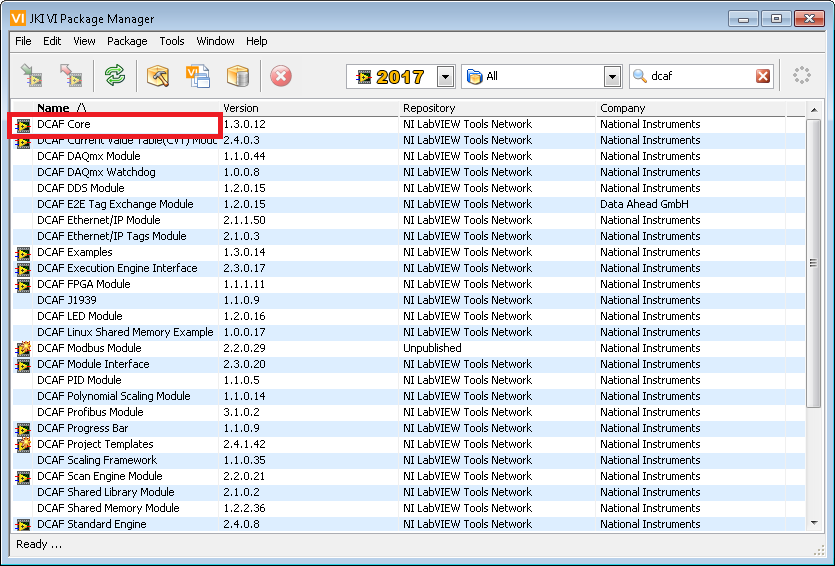 VI JKI VI Package Manager
File Edit View Package Tools Window Help
2017 All dcaf
Name /\ Version Repository Company
DCAF Core 1.3.0.12 NI LabVIEW Tools Network National Instruments
DCAF Current Value Table(CVT) Modu 2.4.0.3 NI LabVIEW Tools Network National Instruments
DCAF DAQmx Module 1.1.0.44 NI LabVIEW Tools Network National Instruments
DCAF DAQmx Watchdog 1.0.0.8 NI LabVIEW Tools Network National Instruments
DCAF DDS Module 1.2.0.15 NI LabVIEW Tools Network National Instruments
DCAF E2E Tag Exchange Module 1.2.0.15 NI LabVIEW Tools Network Data Ahead GmbH
DCAF Ethernet/IP Module 2.1.1.50 NI LabVIEW Tools Network National Instruments
DCAF Ethernet/IP Tags Module 2.1.0.3 NI LabVIEW Tools Network National Instruments
DCAF Examples 1.3.0.14 NI LabVIEW Tools Network National Instruments
DCAF Execution Engine Interface 2.3.0.17 NI LabVIEW Tools Network National Instruments
DCAF FPGA Module 1.1.1.11 NI LabVIEW Tools Network National Instruments
DCAF J1939 1.1.0.9 NI LabVIEW Tools Network National Instruments
DCAF LED Module 1.2.0.16 NI LabVIEW Tools Network National Instruments
DCAF Linux Shared Memory Example 1.0.0.17 NI LabVIEW Tools Network National Instruments
DCAF Modbus Module 2.2.0.29 Unpublished National Instruments
DCAF Module Interface 2.3.0.20 NI LabVIEW Tools Network National Instruments
DCAF PID Module 1.1.0.5 NI LabVIEW Tools Network National Instruments
DCAF Polynomial Scaling Module 1.1.0.14 NI LabVIEW Tools Network National Instruments
DCAF Profibus Module 3.1.0.2 NI LabVIEW Tools Network National Instruments
DCAF Progress Bar 1.1.0.9 NI LabVIEW Tools Network National Instruments
DCAF Project Templates 2.4.1.42 NI LabVIEW Tools Network National Instruments
DCAF Scaling Framework 1.1.0.35 NI LabVIEW Tools Network National Instruments
DCAF Scan Engine Module 2.2.0.21 NI LabVIEW Tools Network National Instruments
DCAF Shared Library Module 2.1.0.2 NI LabVIEW Tools Network National Instruments
DCAF Shared Memory Module 1.2.2.36 NI LabVIEW Tools Network National Instruments
DCAF Standard Engine 2.4.0.8 NI LabVIEW Tools Network National Instruments
Ready ...